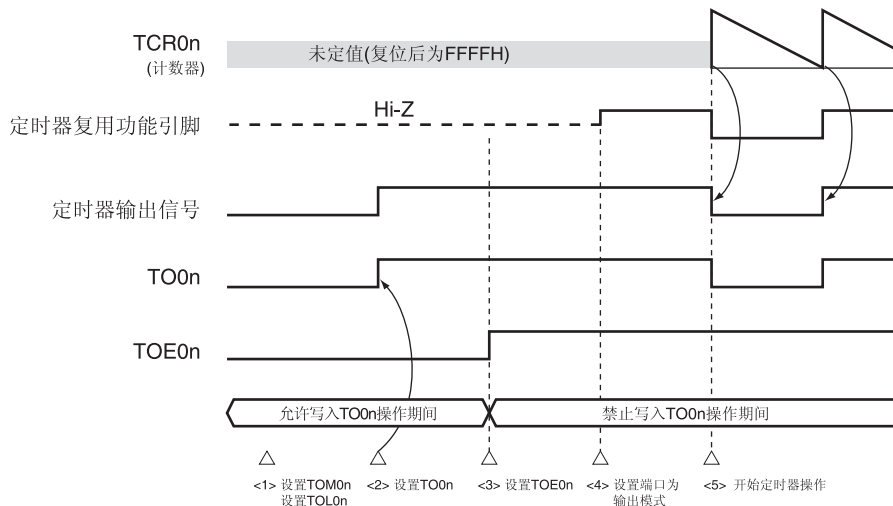 TCR0n
(计数器)
未定值(复位后为FFFFH)
定时器复用功能引脚
Hi-Z
定时器输出信号
TO0n
TOE0n
允许写入TO0n操作期间
禁止写入TO0n操作期间
<1> 设置TOM0n
设置TOL0n
<2> 设置TO0n
<3> 设置TOE0n
<4> 设置端口为
输出模式
<5> 开始定时器操作